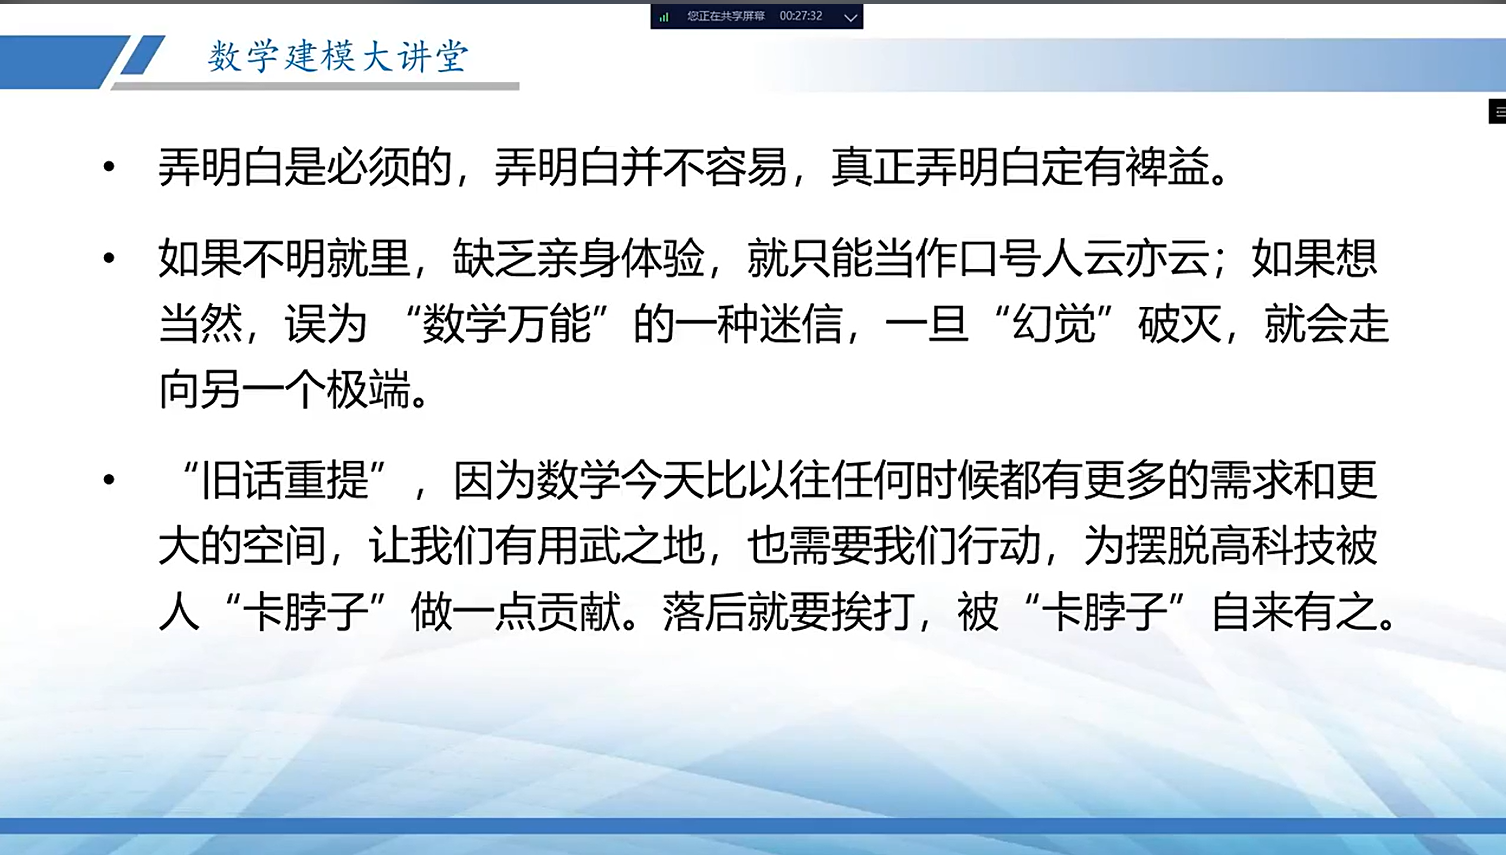 您正在共享屏幕 00:27:32
数学建模大讲堂
• 弄明白是必须的，弄明白并不容易，真正弄明白定有裨益。
• 如果不明就里，缺乏亲身体验，就只能当作口号人云亦云；如果想
当然，误为 “数学万能”的一种迷信，一旦“幻觉”破灭，就会走
向另一个极端。
• “旧话重提”，因为数学今天比以往任何时候都有更多的需求和更
大的空间，让我们有用武之地，也需要我们行动，为摆脱高科技被
人“卡脖子”做一点贡献。落后就要挨打，被“卡脖子”自来有之。